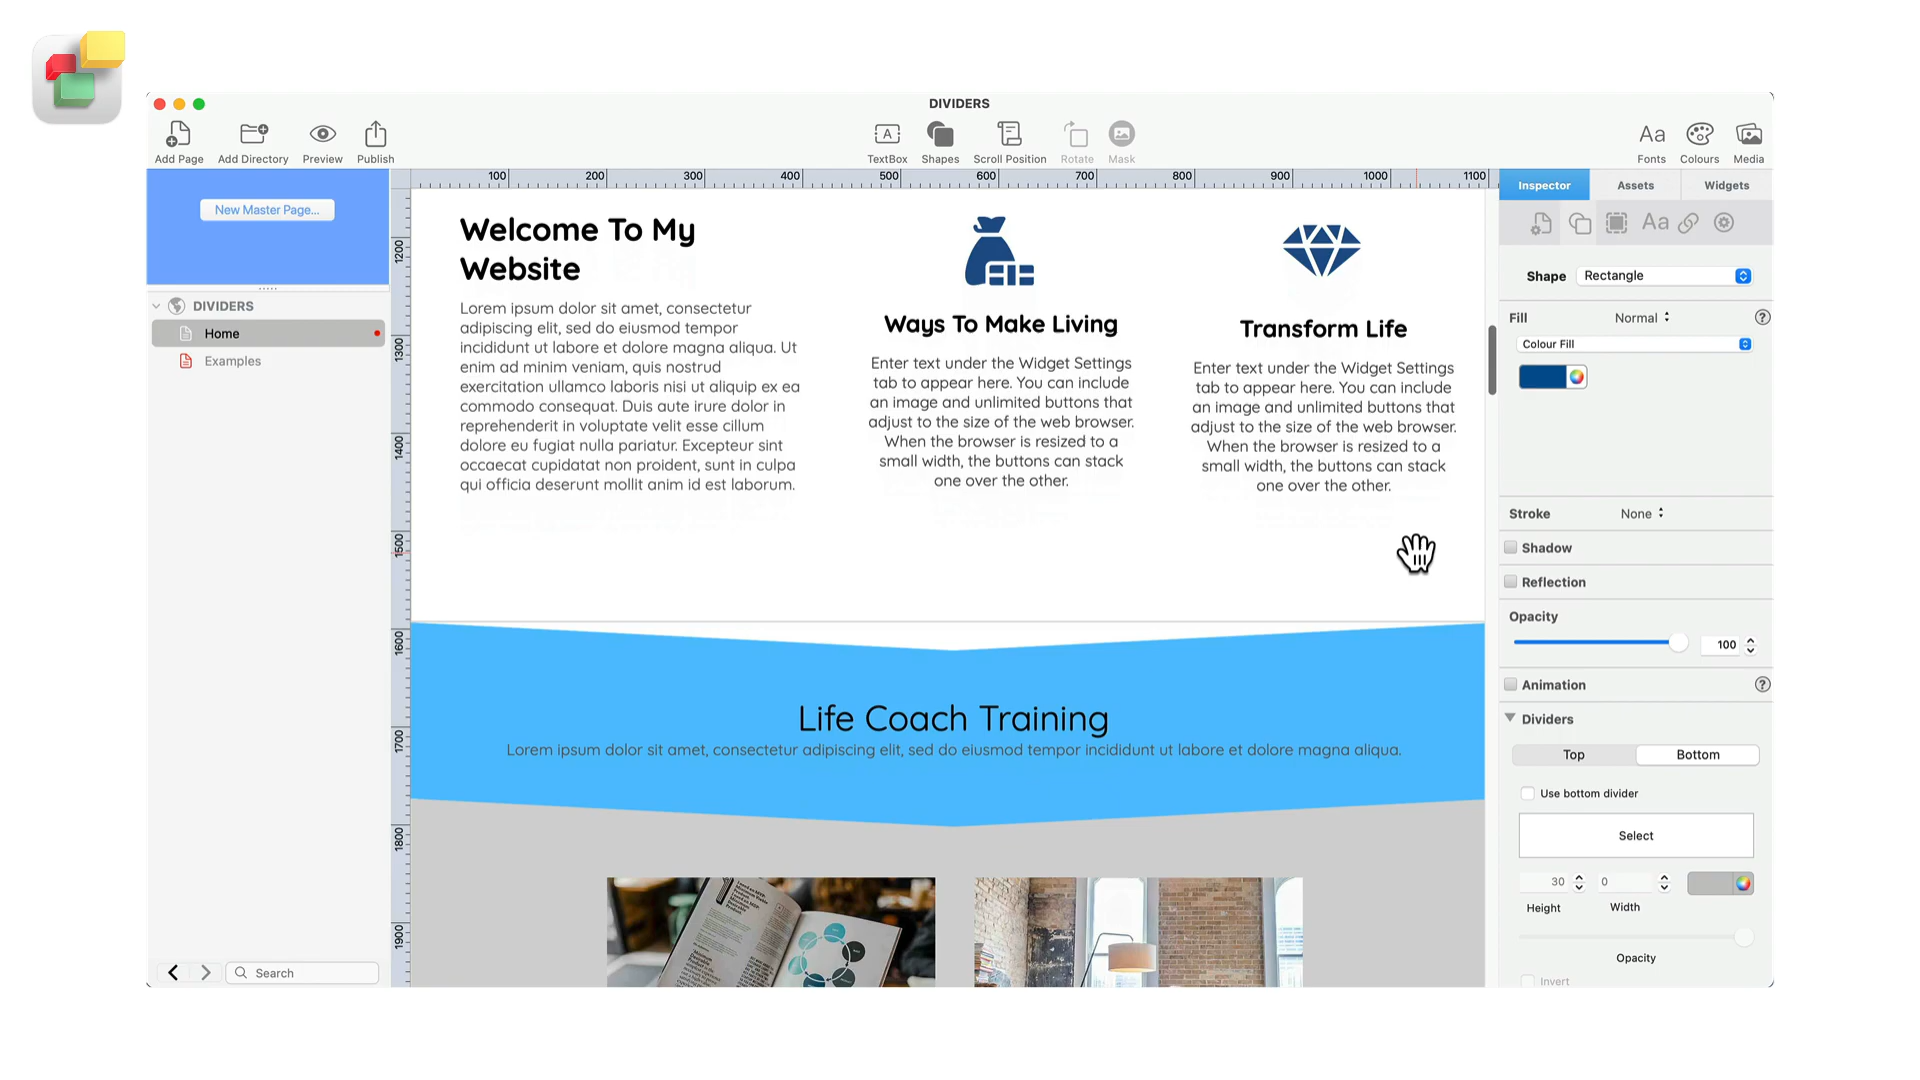 DIVIDERS
Add Page
Add Directory
Preview
Publish
TextBox
Shapes
Scroll Position
Rotate
Mask
Fonts
Colours
Media
New Master Page...
DIVIDERS
Home
Examples
Search
100 200 300 400 500 600 700 800 900 1000 1100
1200
1300
1400
1500
1600
1700
1800
1900
Welcome To My
Website
Lorem ipsum dolor sit amet, consectetur
adipiscing elit, sed do eiusmod tempor
incididunt ut labore et dolore magna aliqua. Ut
enim ad minim veniam, quis nostrud
exercitation ullamco laboris nisi ut aliquip ex ea
commodo consequat. Duis aute irure dolor in
reprehenderit in voluptate velit esse cillum
dolore eu fugiat nulla pariatur. Excepteur sint
occaecat cupidatat non proident, sunt in culpa
qui officia deserunt mollit anim id est laborum.
Ways To Make Living
Enter text under the Widget Settings
tab to appear here. You can include
an image and unlimited buttons that
adjust to the size of the web browser.
When the browser is resized to a
small width, the buttons can stack
one over the other.
Transform Life
Enter text under the Widget Settings
tab to appear here. You can include
an image and unlimited buttons that
adjust to the size of the web browser.
When the browser is resized to a
small width, the buttons can stack
one over the other.
Life Coach Training
Lorem ipsum dolor sit amet, consectetur adipiscing elit, sed do eiusmod tempor incididunt ut labore et dolore magna aliqua.
Inspector
Assets
Widgets
Aa
Shape
Rectangle
Fill
Normal
?
Colour Fill
Stroke
None
Shadow
Reflection
Opacity
100
Animation
?
Dividers
Top
Bottom
Use bottom divider
Select
30
0
Height
Width
Opacity
Invert